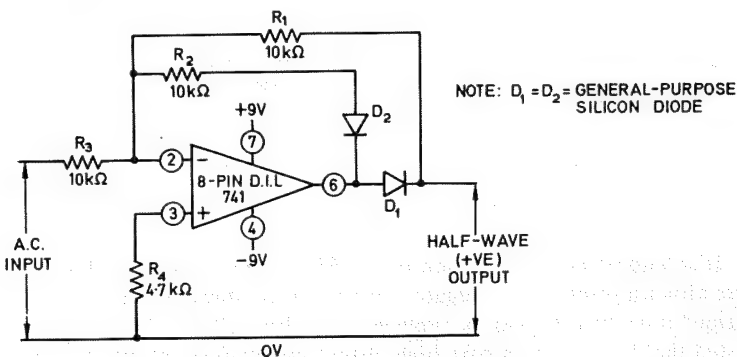 R1
10kΩ
R2
10kΩ
NOTE: D1 = D2 = GENERAL-PURPOSE
SILICON DIODE
+9V
D2
R3
10kΩ
7
2
-
8-PIN D.I.L
741
6
3
+
4
D1
A.C.
INPUT
R4
4·7kΩ
-9V
HALF-WAVE
(+VE)
OUTPUT
0V